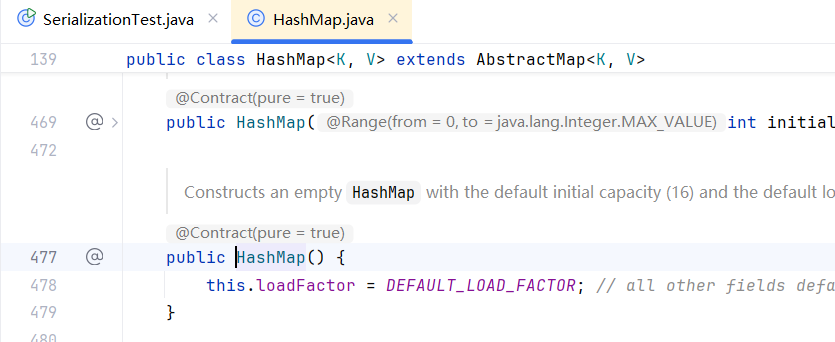 SerializationTest.java HashMap.java
139 public class HashMap<K, V> extends AbstractMap<K, V>
@Contract(pure = true)
469 @ public HashMap( @Range(from = 0, to = java.lang.Integer.MAX_VALUE) int initial
472
Constructs an empty HashMap with the default initial capacity (16) and the default lo
@Contract(pure = true)
477 @ public HashMap() {
478 this.loadFactor = DEFAULT_LOAD_FACTOR; // all other fields defa
479 }
480